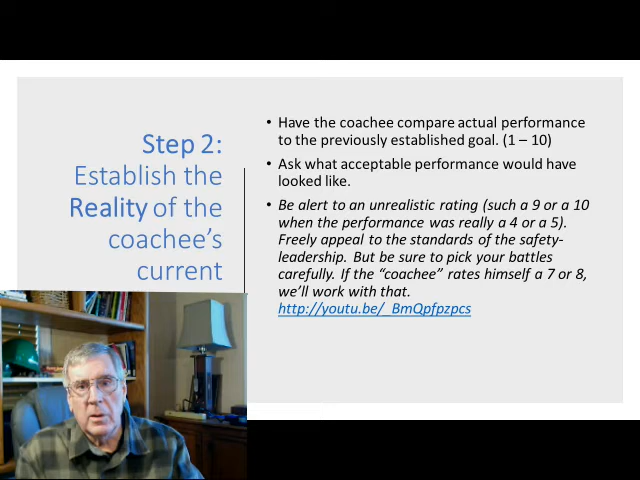 Step 2:
Establish the
Reality of the
coachee's
current
• Have the coachee compare actual performance
to the previously established goal. (1 – 10)
• Ask what acceptable performance would have
looked like.
• Be alert to an unrealistic rating (such a 9 or a 10
when the performance was really a 4 or a 5).
Freely appeal to the standards of the safety-
leadership. But be sure to pick your battles
carefully. If the “coachee” rates himself a 7 or 8,
we’ll work with that.
http://youtu.be/_BmQpfpzpcs